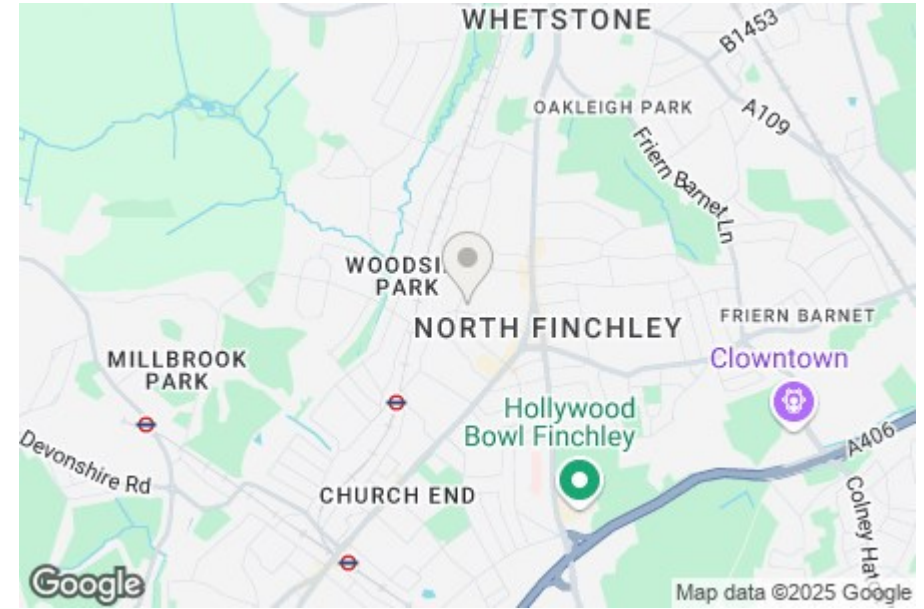 WHETSTONE
B1453
OAKLEIGH PARK
A109
Friern Barnet Ln
WOODSI
PARK
NORTH FINCHLEY
FRIERN BARNET
MILLBROOK
PARK
Clowntown
Hollywood
Bowl Finchley
A406
Devonshire Rd
CHURCH END
Colney Hat
Google
Map data ©2025 Google